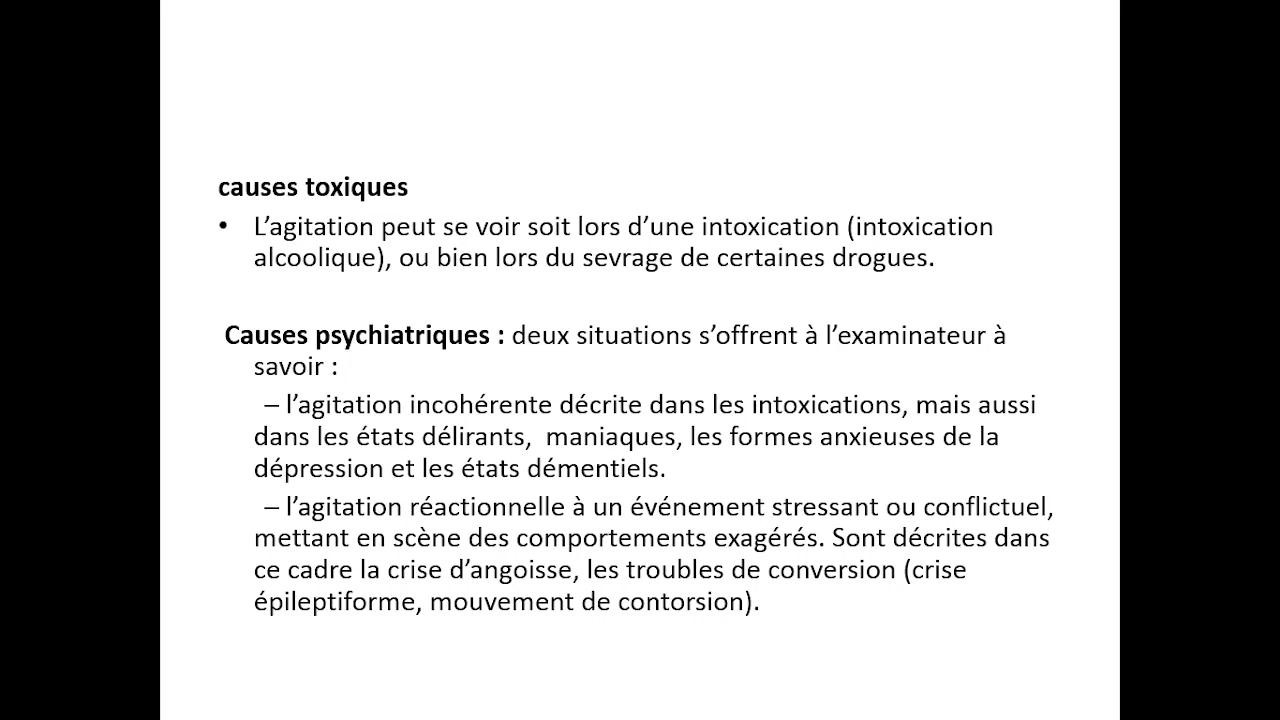 causes toxiques
• L’agitation peut se voir soit lors d’une intoxication (intoxication
alcoolique), ou bien lors du sevrage de certaines drogues.
Causes psychiatriques : deux situations s’offrent à l’examinateur à
savoir :
– l’agitation incohérente décrite dans les intoxications, mais aussi
dans les états délirants,  maniaques, les formes anxieuses de la
dépression et les états démentiels.
– l’agitation réactionnelle à un événement stressant ou conflictuel,
mettant en scène des comportements exagérés. Sont décrites dans
ce cadre la crise d’angoisse, les troubles de conversion (crise
épileptiforme, mouvement de contorsion).